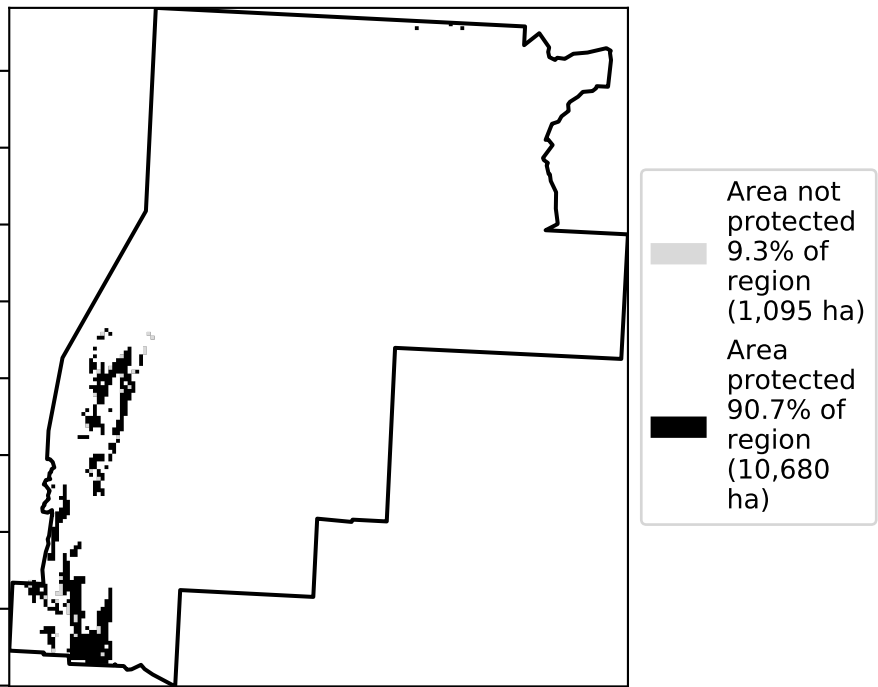 Area not
protected
9.3% of
region
(1,095 ha)
Area
protected
90.7% of
region
(10,680
ha)